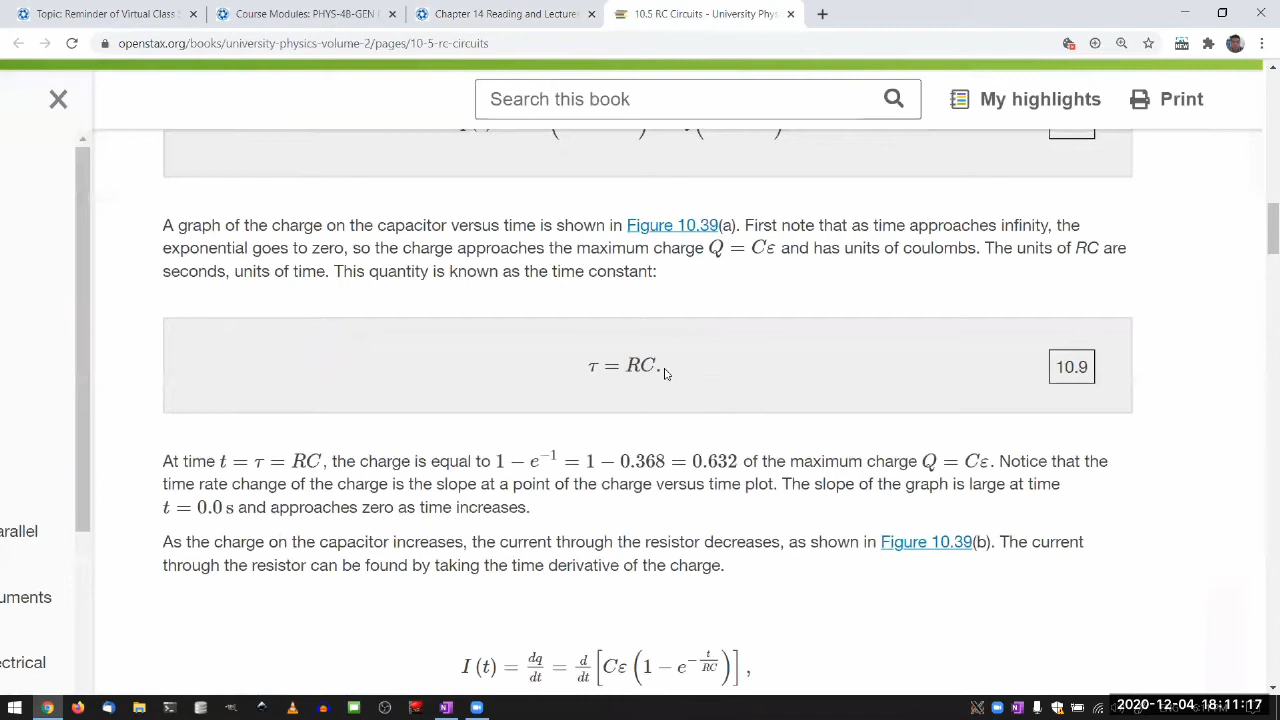 Topic: Reminder of Virtual Class S
Course Modules: PHYS-4B-GEN
Chapter 14 Reading and Lectures
10.5 RC Circuits - University Phys
openstax.org/books/university-physics-volume-2/pages/10-5-rc-circuits
NEW
Search this book
My highlights
Print
A graph of the charge on the capacitor versus time is shown in Figure 10.39(a). First note that as time approaches infinity, the
exponential goes to zero, so the charge approaches the maximum charge Q = Cε and has units of coulombs. The units of RC are
seconds, units of time. This quantity is known as the time constant:
τ = RC.
10.9
At time t = τ = RC, the charge is equal to 1 − e⁻¹ = 1 − 0.368 = 0.632 of the maximum charge Q = Cε. Notice that the
time rate change of the charge is the slope at a point of the charge versus time plot. The slope of the graph is large at time
t = 0.0 s and approaches zero as time increases.
arallel
As the charge on the capacitor increases, the current through the resistor decreases, as shown in Figure 10.39(b). The current
through the resistor can be found by taking the time derivative of the charge.
uments
ectrical
I (t) = dq/dt = d/dt [Cε (1 − e^(−t/RC))] ,
2020-12-04 18:11:17